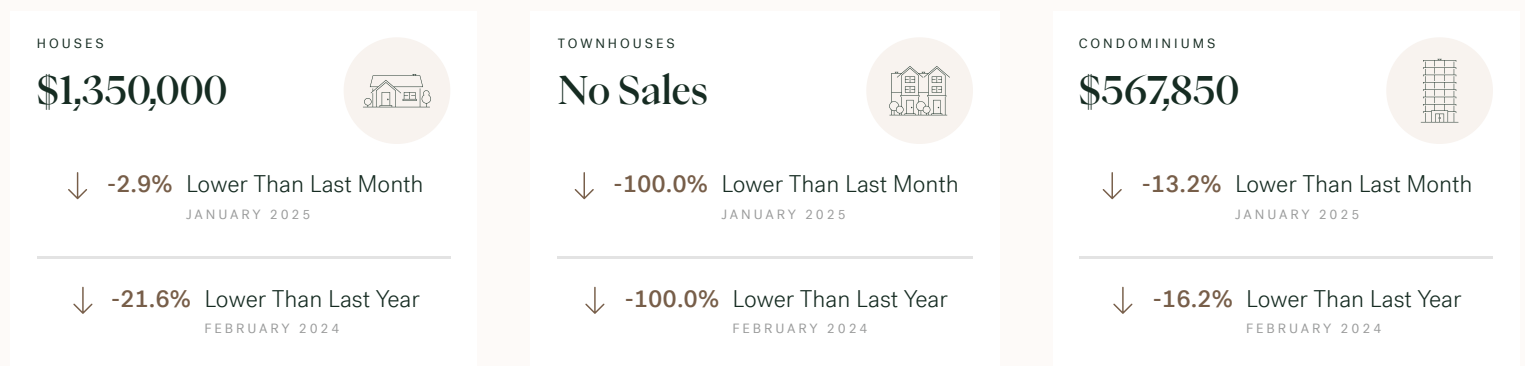 HOUSES
$1,350,000
-2.9% Lower Than Last Month
JANUARY 2025
-21.6% Lower Than Last Year
FEBRUARY 2024
TOWNHOUSES
No Sales
-100.0% Lower Than Last Month
JANUARY 2025
-100.0% Lower Than Last Year
FEBRUARY 2024
CONDOMINIUMS
$567,850
-13.2% Lower Than Last Month
JANUARY 2025
-16.2% Lower Than Last Year
FEBRUARY 2024